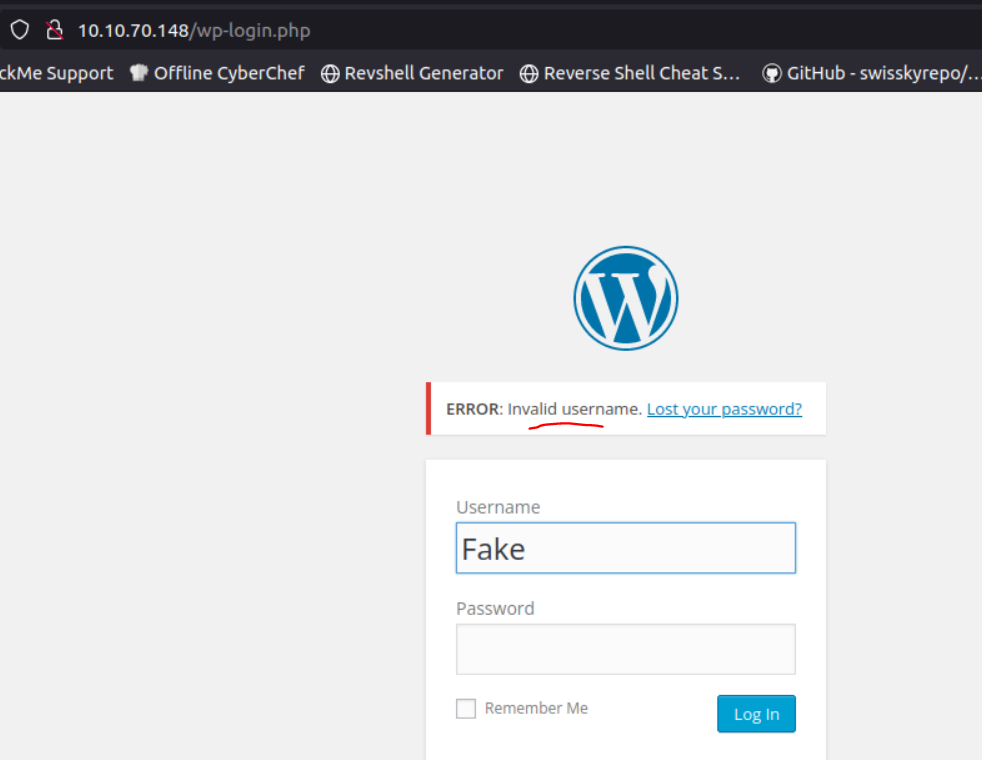 10.10.70.148/wp-login.php
ckMe Support Offline CyberChef Revshell Generator Reverse Shell Cheat S... GitHub - swisskyrepo/...
ERROR: Invalid username. Lost your password?
Username
Fake
Password
Remember Me
Log In